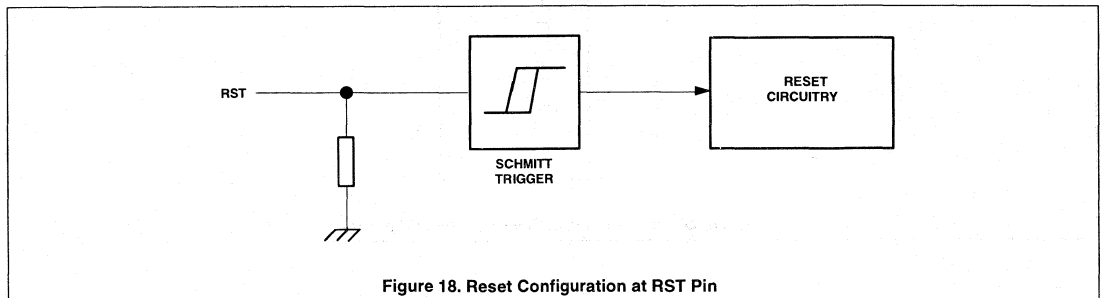 RST
SCHMITT
TRIGGER
RESET
CIRCUITRY
Figure 18. Reset Configuration at RST Pin